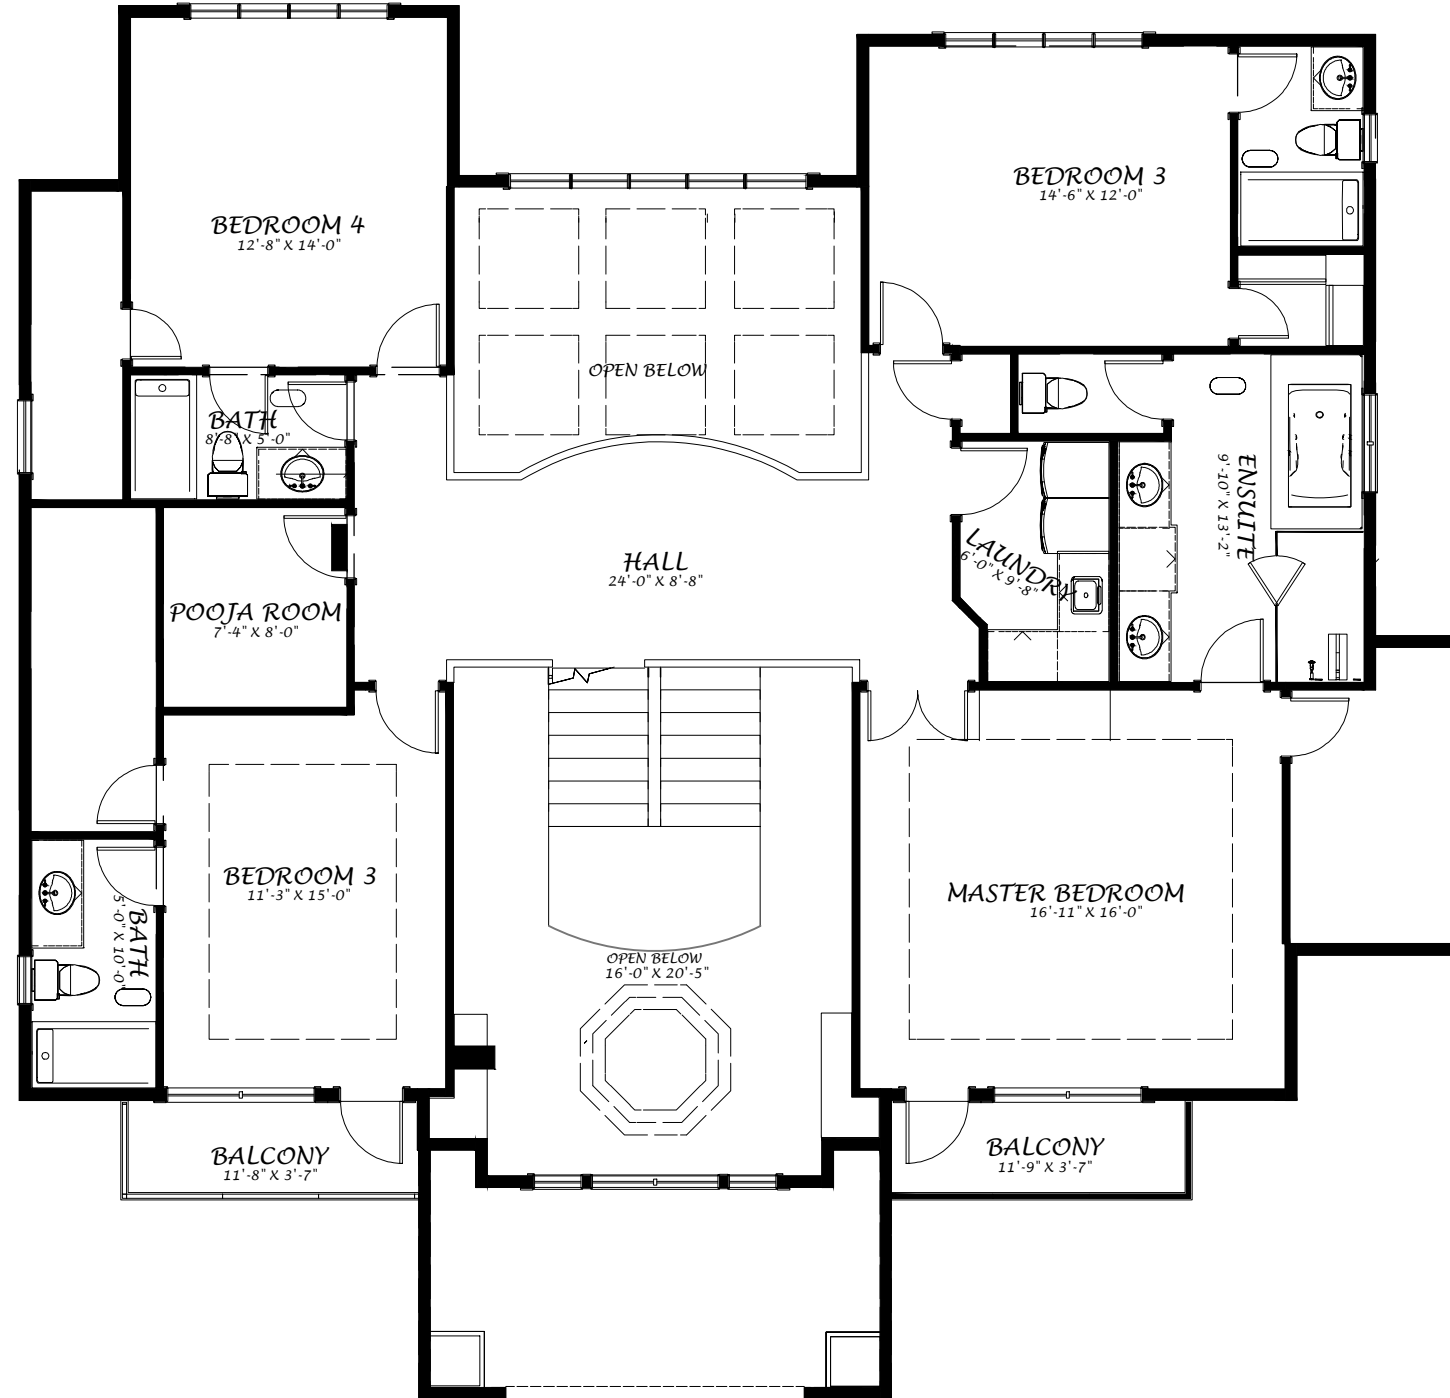 BEDROOM 3
14'-6" X 12'-0"
BEDROOM 4
12'-8" X 14'-0"
OPEN BELOW
BATH
8'-8" X 5'-0"
ENSUITE
9'-10" X 13'-2"
HALL
24'-0" X 8'-8"
LAUNDRY
6'-0" X 9'-8"
POOJA ROOM
7'-4" X 8'-0"
BEDROOM 3
11'-3" X 15'-0"
MASTER BEDROOM
16'-11" X 16'-0"
BATH
5'-0" X 10'-0"
OPEN BELOW
16'-0" X 20'-5"
BALCONY
11'-8" X 3'-7"
BALCONY
11'-9" X 3'-7"